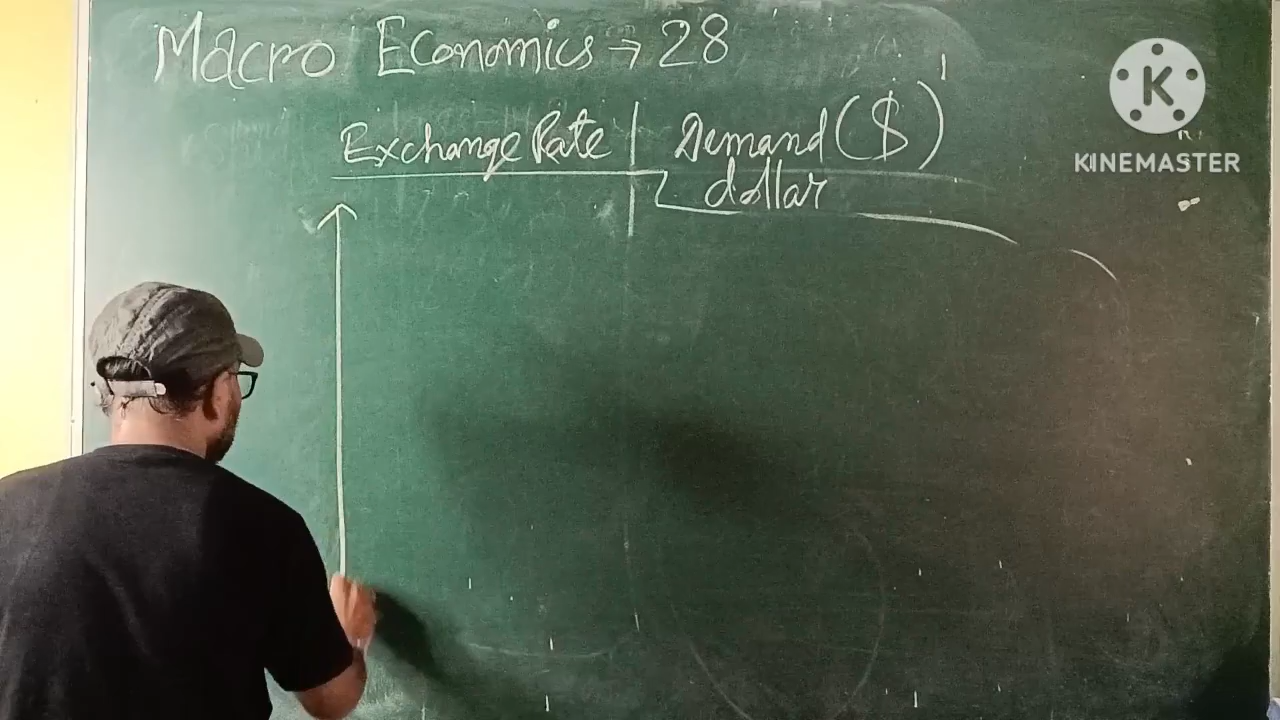 Macro Economics → 28
Exchange Rate | Demand ($)
dollar
K
KINEMASTER